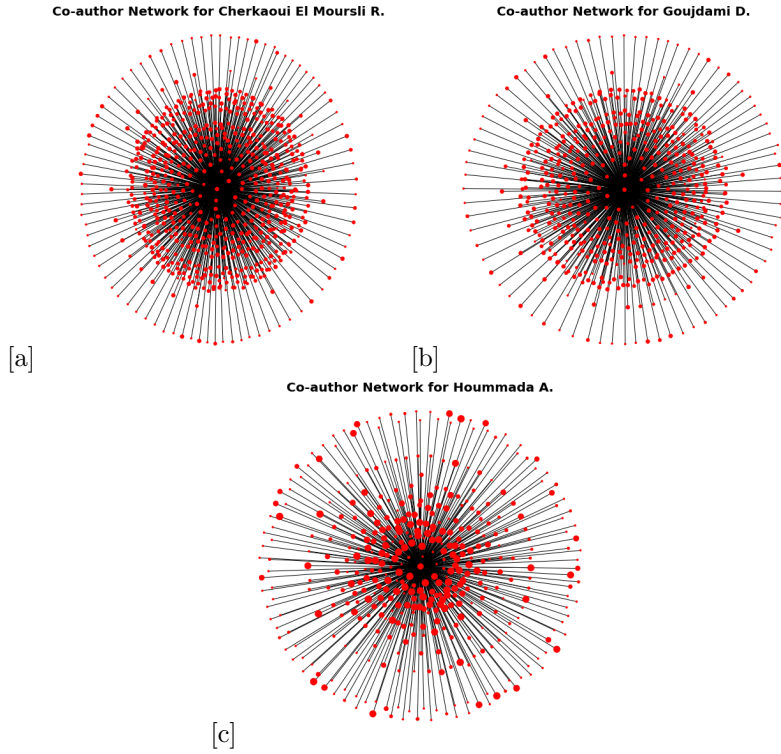 Co-author Network for Cherkaoui El Moursli R.
Co-author Network for Goujdami D.
[a]
[b]
Co-author Network for Hoummada A.
[c]